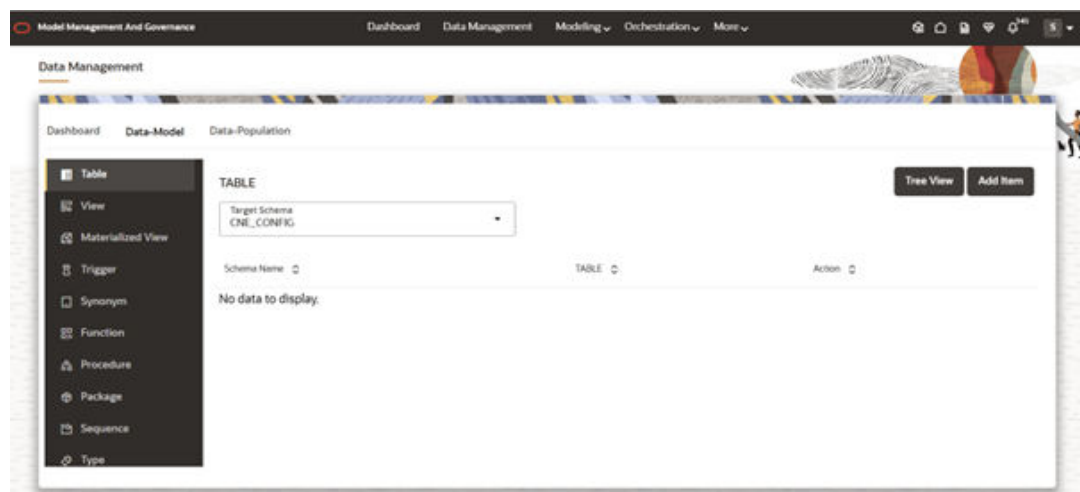 Model Management And Governance
Dashboard Data Management Modeling Orchestration More
S
Data Management
Dashboard Data-Model Data-Population
Table
View
Materialized View
Trigger
Synonym
Function
Procedure
Package
Sequence
Type
TABLE
Tree View Add Item
Target Schema
CNE_CONFIG
Schema Name TABLE Action
No data to display.